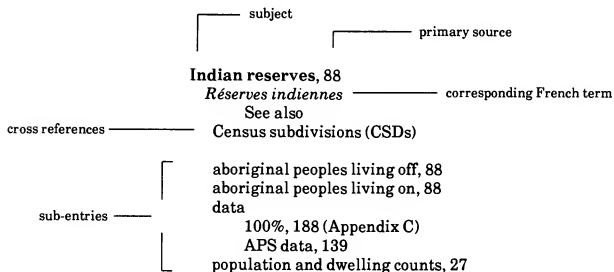 subject
primary source
Indian reserves, 88
Réserves indiennes
corresponding French term
See also
cross references
Census subdivisions (CSDs)
aboriginal peoples living off, 88
aboriginal peoples living on, 88
data
sub-entries
100%, 188 (Appendix C)
APS data, 139
population and dwelling counts, 27